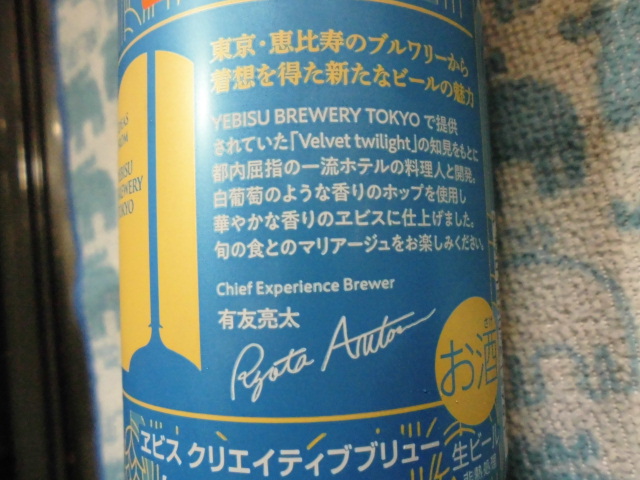 東京・恵比寿のブルワリーから
着想を得た新たなビールの魅力
YEBISU BREWERY TOKYO で提供
されていた「Velvet twilight」の知見をもとに
都内屈指の一流ホテルの料理人と開発。
白葡萄のような香りのホップを使用し
華やかな香りのヱビスに仕上げました。
旬の食とのマリアージュをお楽しみください。
Chief Experience Brewer
有友亮太
Ryota Aritomo
お酒
BREWERY
TOKYO
ヱビス クリエイティブブリュー
生ビール